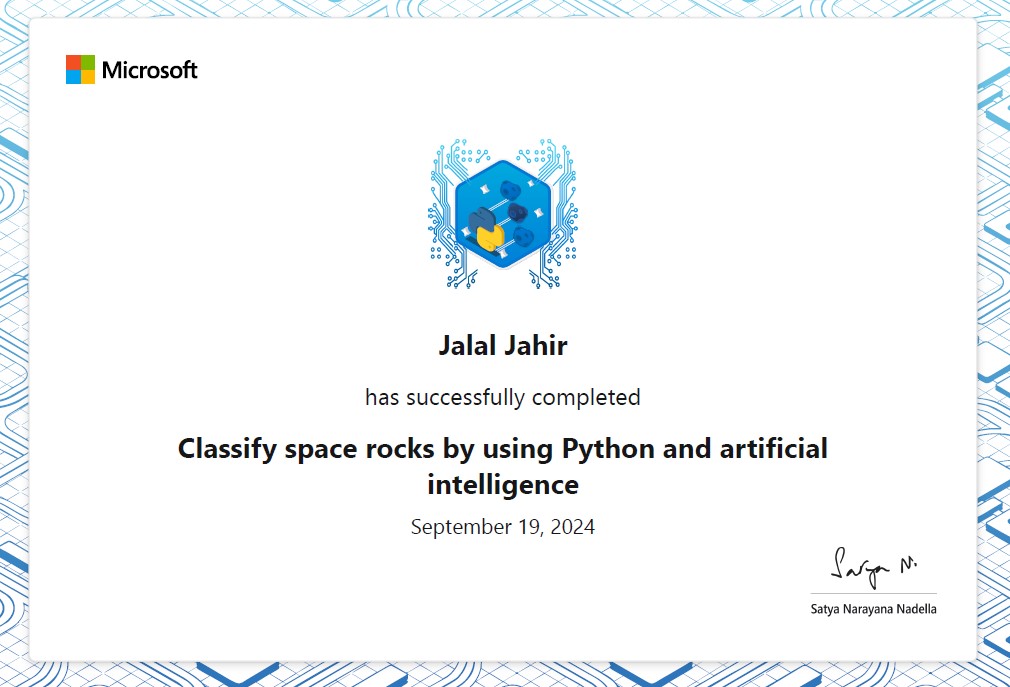 Microsoft
Jalal Jahir
has successfully completed
Classify space rocks by using Python and artificial
intelligence
September 19, 2024
Satya N.
Satya Narayana Nadella